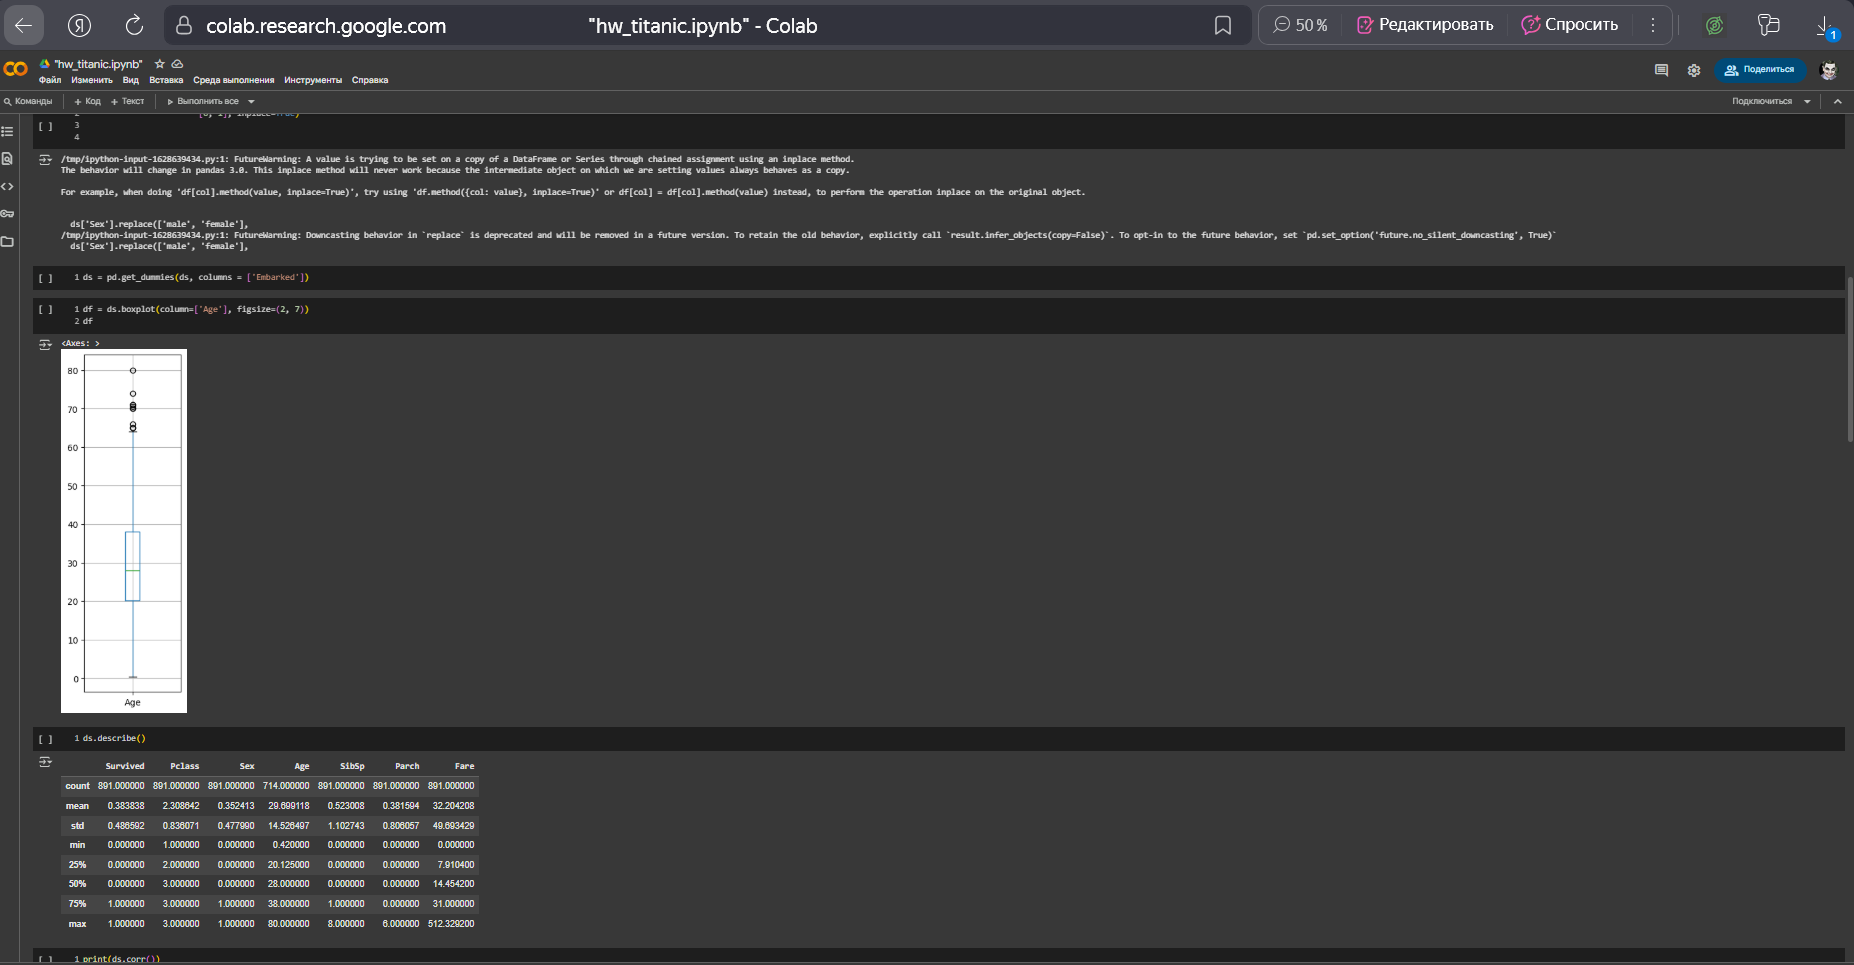 colab.research.google.com
"hw_titanic.ipynb" - Colab
50 %
Редактировать
Спросить
1
"hw_titanic.ipynb"
Файл Изменить Вид Вставка Среда выполнения Инструменты Справка
Поделиться
Команды + Код + Текст Выполнить все
Подключиться
[ ] 3
4
/tmp/ipython-input-1628639434.py:1: FutureWarning: A value is trying to be set on a copy of a DataFrame or Series through chained assignment using an inplace method.
The behavior will change in pandas 3.0. This inplace method will never work because the intermediate object on which we are setting values always behaves as a copy.
For example, when doing 'df[col].method(value, inplace=True)', try using 'df.method({col: value}, inplace=True)' or df[col] = df[col].method(value) instead, to perform the operation inplace on the original object.
ds['Sex'].replace(['male', 'female'],
/tmp/ipython-input-1628639434.py:1: FutureWarning: Downcasting behavior in `replace` is deprecated and will be removed in a future version. To retain the old behavior, explicitly call `result.infer_objects(copy=False)`. To opt-in to the future behavior, set `pd.set_option('future.no_silent_downcasting', True)`
ds['Sex'].replace(['male', 'female'],
[ ] 1 ds = pd.get_dummies(ds, columns = ['Embarked'])
[ ] 1 df = ds.boxplot(column=['Age'], figsize=(2, 7))
2 df
<Axes: >
80
70
60
50
40
30
20
10
0
Age
[ ] 1 ds.describe()
Survived Pclass Sex Age SibSp Parch Fare
count 891.000000 891.000000 891.000000 714.000000 891.000000 891.000000 891.000000
mean 0.383838 2.308642 0.352413 29.699118 0.523008 0.381594 32.204208
std 0.486592 0.836071 0.477990 14.526497 1.102743 0.806057 49.693429
min 0.000000 1.000000 0.000000 0.420000 0.000000 0.000000 0.000000
25% 0.000000 2.000000 0.000000 20.125000 0.000000 0.000000 7.910400
50% 0.000000 3.000000 0.000000 28.000000 0.000000 0.000000 14.454200
75% 1.000000 3.000000 1.000000 38.000000 1.000000 0.000000 31.000000
max 1.000000 3.000000 1.000000 80.000000 8.000000 6.000000 512.329200
[ ] 1 print(ds.corr())